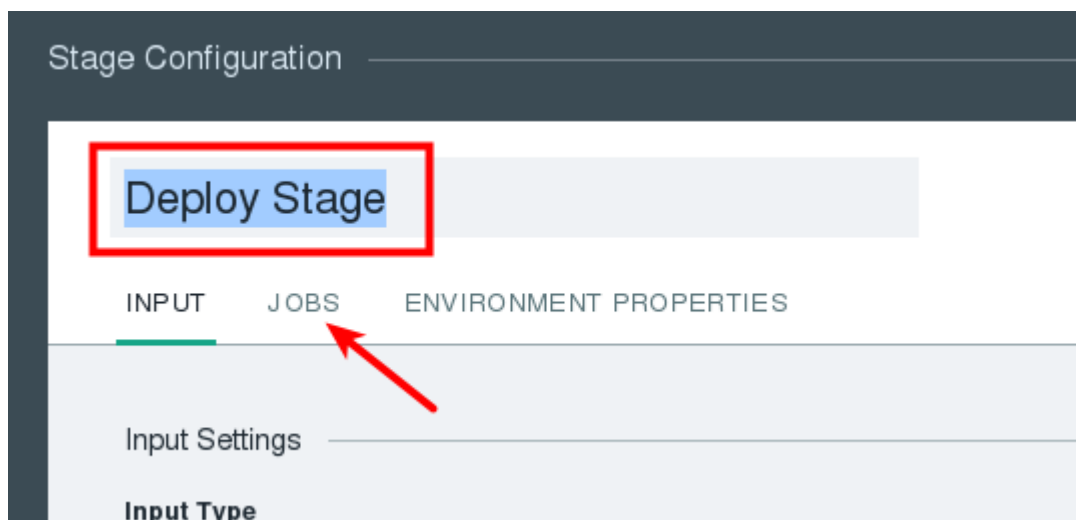 Stage Configuration
Deploy Stage
INPUT JOBS ENVIRONMENT PROPERTIES
Input Settings
Input Type